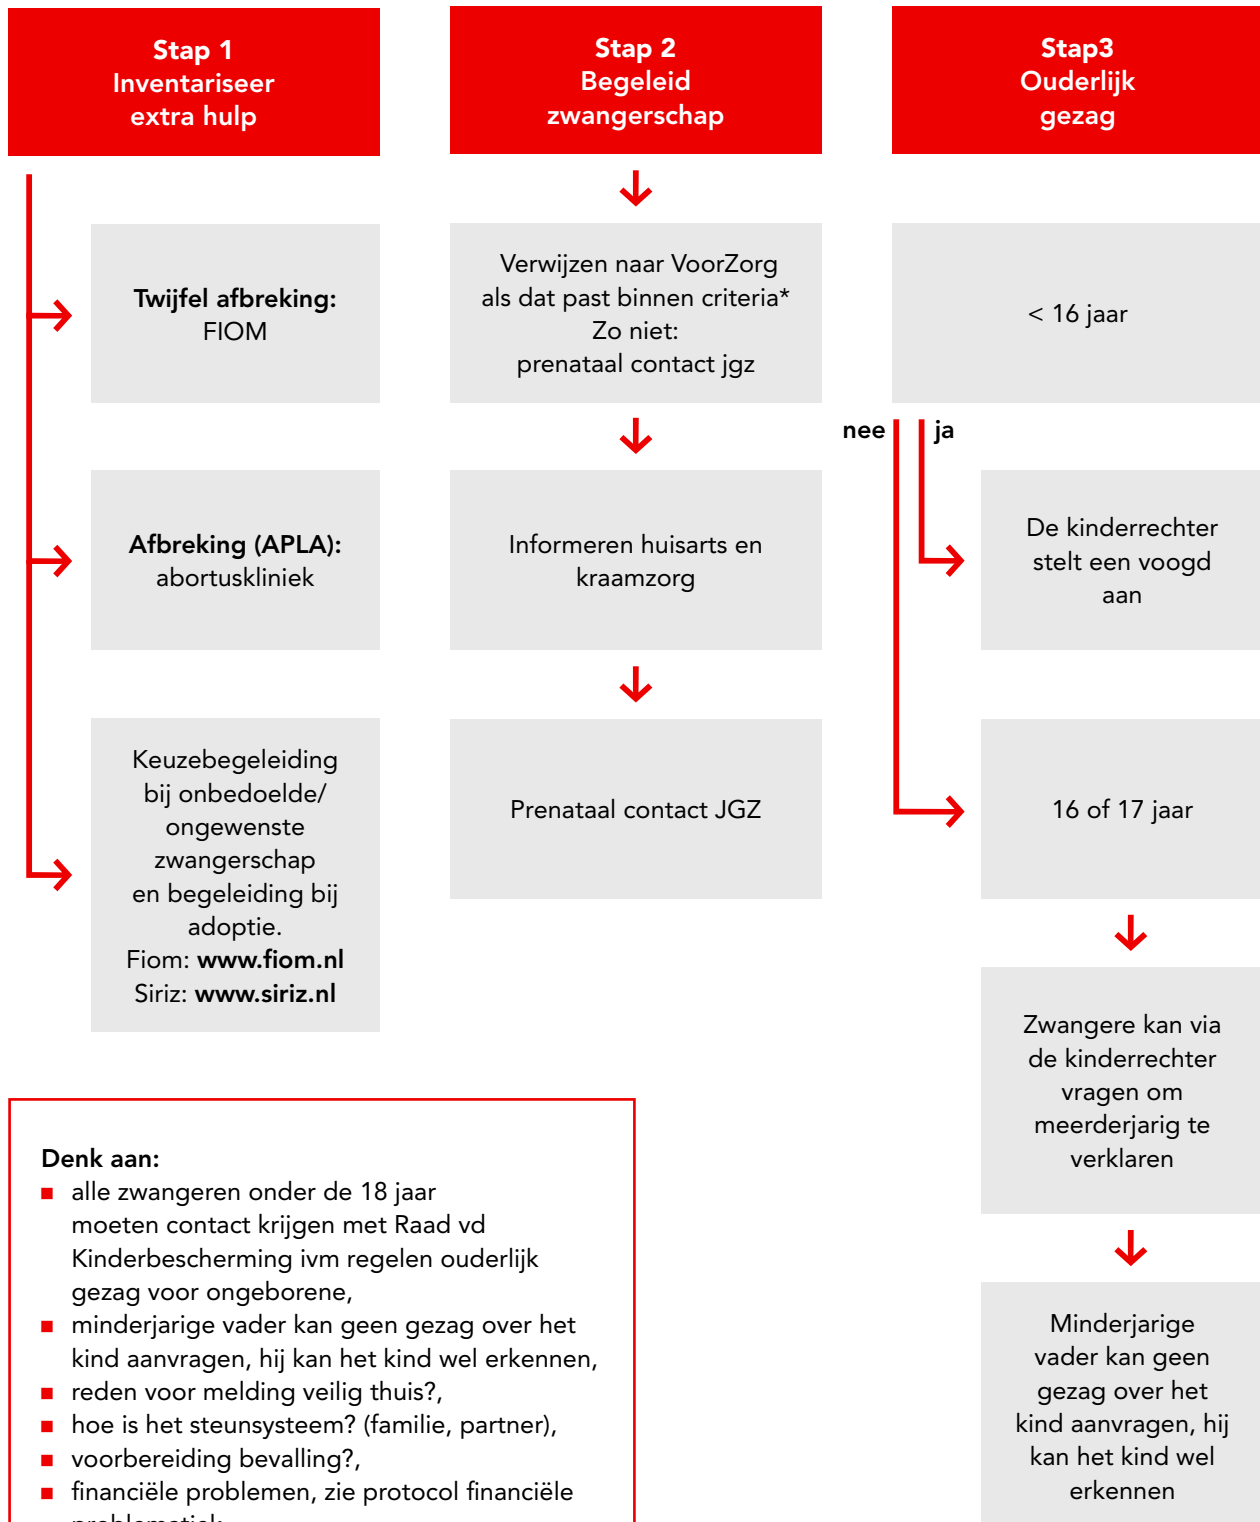 Stap 1
Inventariseer
extra hulp
Twijfel afbreking:
FIOM
Afbreking (APLA):
abortuskliniek
Keuzebegeleiding
bij onbedoelde/
ongewenste
zwangerschap
en begeleiding bij
adoptie.
Fiom: www.fiom.nl
Siriz: www.siriz.nl
Stap 2
Begeleid
zwangerschap
Verwijzen naar VoorZorg
als dat past binnen criteria*
Zo niet:
prenataal contact jgz
Informeren huisarts en
kraamzorg
Prenataal contact JGZ
Stap3
Ouderlijk
gezag
< 16 jaar
nee
ja
De kinderrechter
stelt een voogd
aan
16 of 17 jaar
Zwangere kan via
de kinderrechter
vragen om
meerderjarig te
verklaren
Minderjarige
vader kan geen
gezag over het
kind aanvragen, hij
kan het kind wel
erkennen
Denk aan:
■ alle zwangeren onder de 18 jaar
moeten contact krijgen met Raad vd
Kinderbescherming ivm regelen ouderlijk
gezag voor ongeborene,
■ minderjarige vader kan geen gezag over het
kind aanvragen, hij kan het kind wel erkennen,
■ reden voor melding veilig thuis?,
■ hoe is het steunsysteem? (familie, partner),
■ voorbereiding bevalling?,
■ financiële problemen, zie protocol financiële